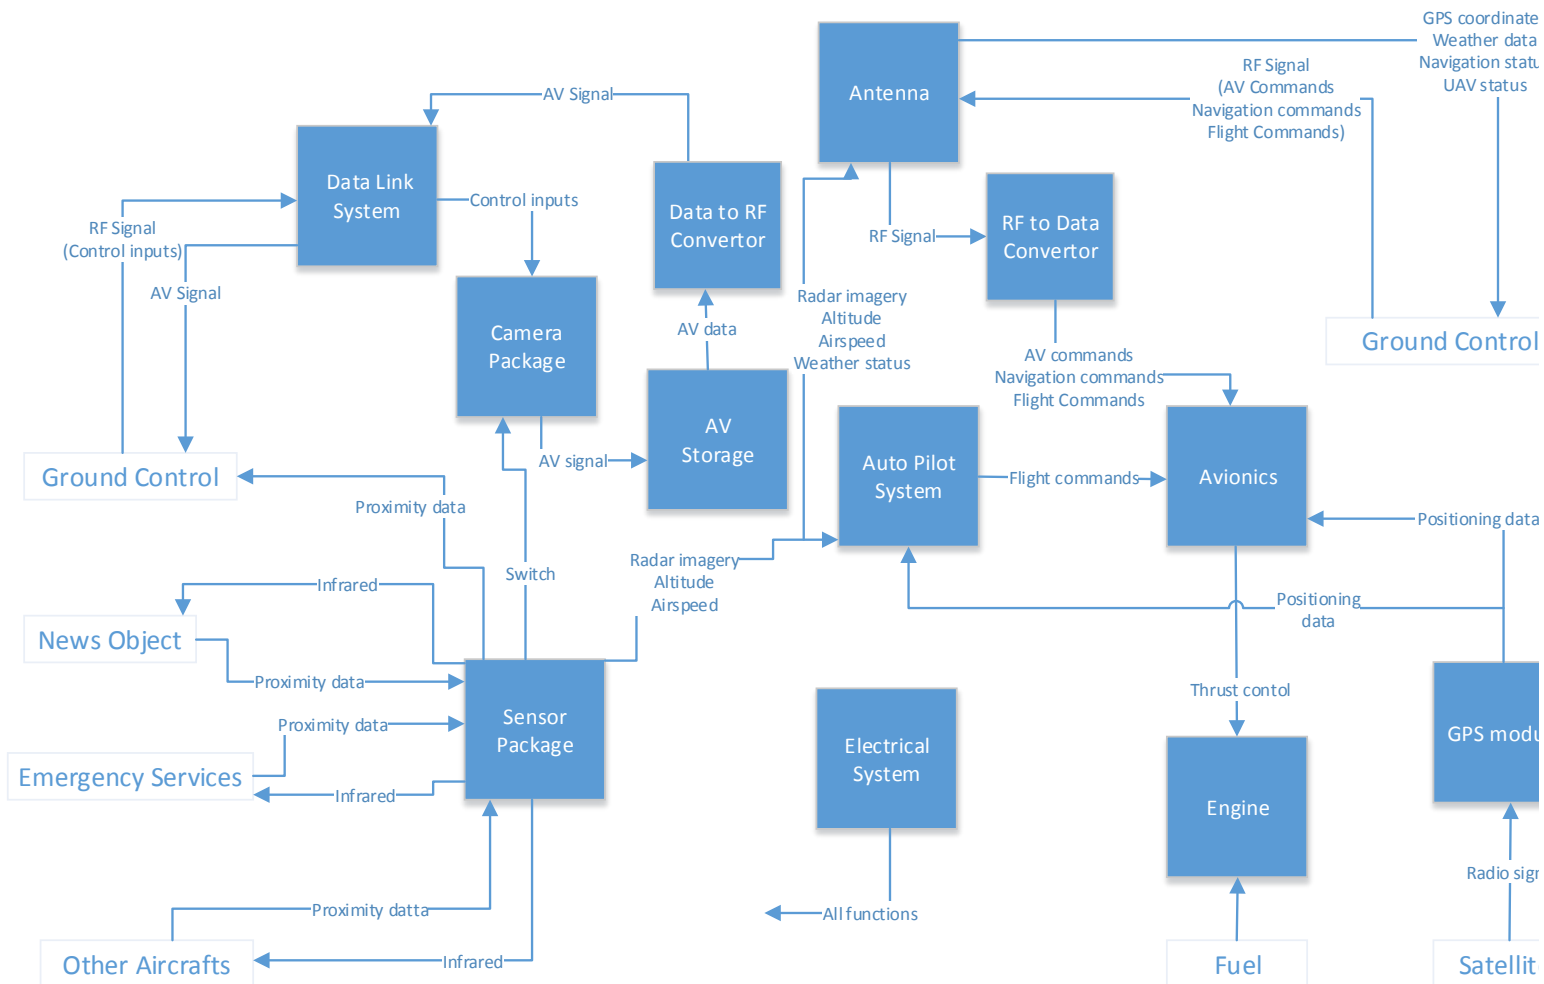 GPS coordinate
Weather data
Navigation statu
UAV status
RF Signal
(AV Commands
Navigation commands
Flight Commands)
Antenna
AV Signal
Data Link
System
Control inputs
Data to RF
Convertor
RF Signal
RF to Data
Convertor
RF Signal
(Control inputs)
AV Signal
Camera
Package
AV data
Radar imagery
Altitude
Airspeed
Weather status
AV commands
Navigation commands
Flight Commands
Ground Control
AV
Storage
AV signal
Ground Control
Proximity data
Auto Pilot
System
Flight commands
Avionics
Positioning data
Switch
Radar imagery
Altitude
Airspeed
Infrared
News Object
Proximity data
Positioning
data
Thrust contol
Sensor
Package
Proximity data
Emergency Services
Infrared
Electrical
System
Engine
GPS modu
Radio sign
Proximity datta
All functions
Other Aircrafts
Infrared
Fuel
Satellit